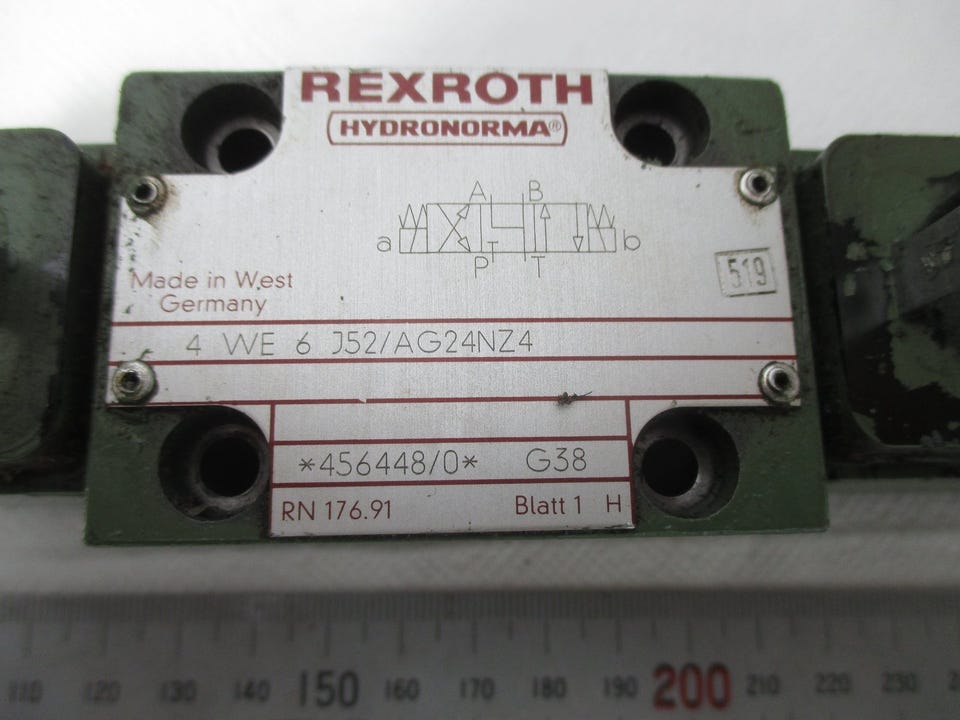 REXROTH
HYDRONORMA®
A B
a b
P T T
Made in West
Germany
519
4 WE 6 J52/AG24NZ4
*456448/0* G38
RN 176.91 Blatt 1 H
110 120 130 140 150 160 170 180 190 200 210 220 230